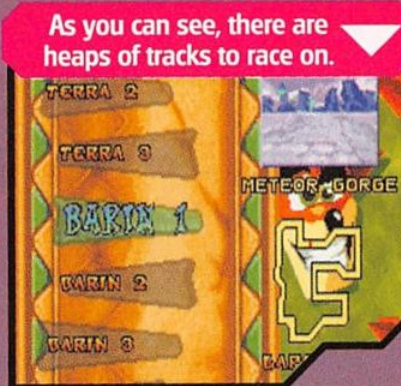 As you can see, there are
heaps of tracks to race on.
TERRA 2
TERRA 3
BARIN 1
BARIN 2
BARIN 3
METEOR GORGE